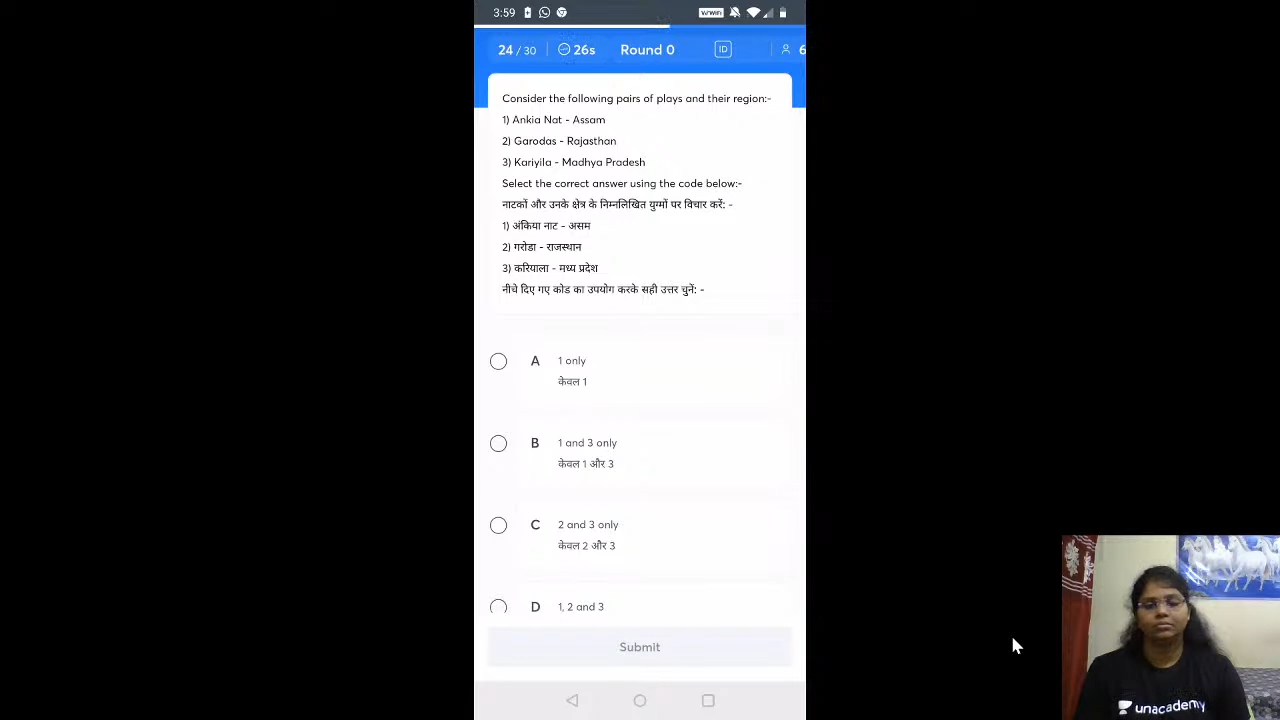 3:59
VoWiFi
24 / 30
26s
Round 0
ID
6
Consider the following pairs of plays and their region:-
1) Ankia Nat - Assam
2) Garodas - Rajasthan
3) Kariyila - Madhya Pradesh
Select the correct answer using the code below:-
नाटकों और उनके क्षेत्र के निम्नलिखित युग्मों पर विचार करें: -
1) अंकिया नाट - असम
2) गरोडा - राजस्थान
3) करियाला - मध्य प्रदेश
नीचे दिए गए कोड का उपयोग करके सही उत्तर चुनें: -
A 1 only
केवल 1
B 1 and 3 only
केवल 1 और 3
C 2 and 3 only
केवल 2 और 3
D 1, 2 and 3
Submit
unacademy